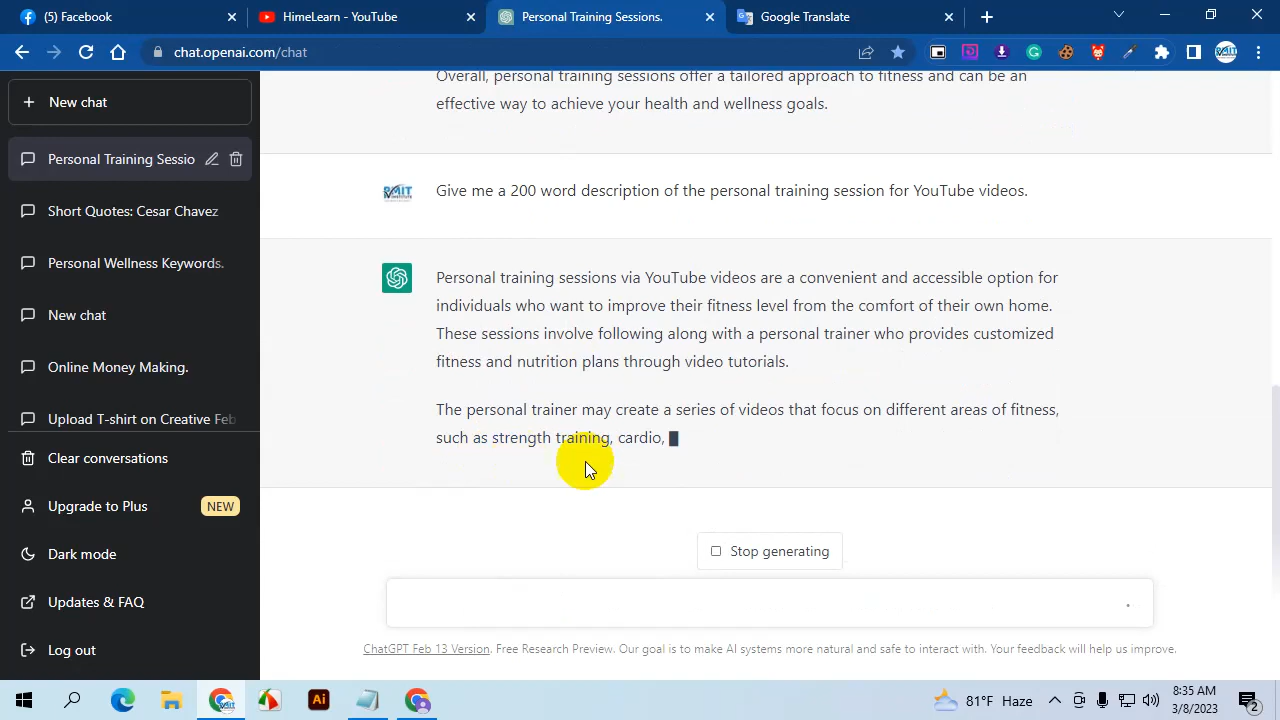 (5) Facebook
HimeLearn - YouTube
Personal Training Sessions.
Google Translate
chat.openai.com/chat
New chat
Personal Training Sessio
Short Quotes: Cesar Chavez
Personal Wellness Keywords.
New chat
Online Money Making.
Upload T-shirt on Creative Feb
Clear conversations
Upgrade to Plus NEW
Dark mode
Updates & FAQ
Log out
Overall, personal training sessions offer a tailored approach to fitness and can be an
effective way to achieve your health and wellness goals.
Give me a 200 word description of the personal training session for YouTube videos.
Personal training sessions via YouTube videos are a convenient and accessible option for
individuals who want to improve their fitness level from the comfort of their own home.
These sessions involve following along with a personal trainer who provides customized
fitness and nutrition plans through video tutorials.
The personal trainer may create a series of videos that focus on different areas of fitness,
such as strength training, cardio,
Stop generating
ChatGPT Feb 13 Version. Free Research Preview. Our goal is to make AI systems more natural and safe to interact with. Your feedback will help us improve.
Ai
81°F Haze
8:35 AM
3/8/2023
2